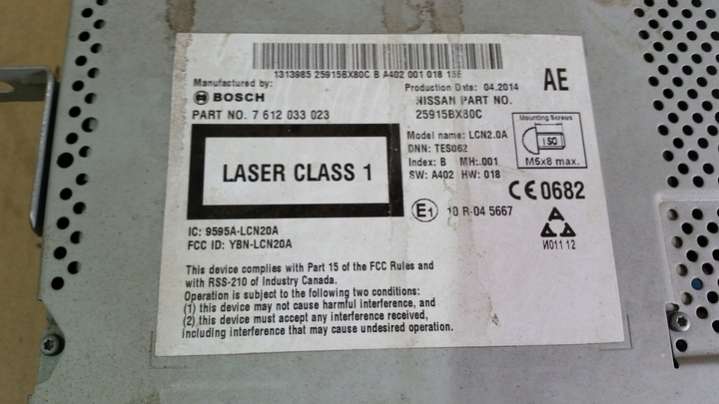 1313985 25915BX80C B A402 001 018 15E
Manufactured by:
BOSCH
PART NO. 7 612 033 023
LASER CLASS 1
IC: 9595A-LCN20A
FCC ID: YBN-LCN20A
Production Date: 04.2014
NISSAN PART NO.
25915BX80C
Model name: LCN2.0A
DNN: TES062
Index: B MH:.001
SW: A402 HW: 018
E1 10 R-04 5667
AE
Mounting Screws
ISO
M5x8 max.
CE0682
И011 12
This device complies with Part 15 of the FCC Rules and
with RSS-210 of Industry Canada.
Operation is subject to the following two conditions:
(1) this device may not cause harmful interference, and
(2) this device must accept any interference received,
including interference that may cause undesired operation.